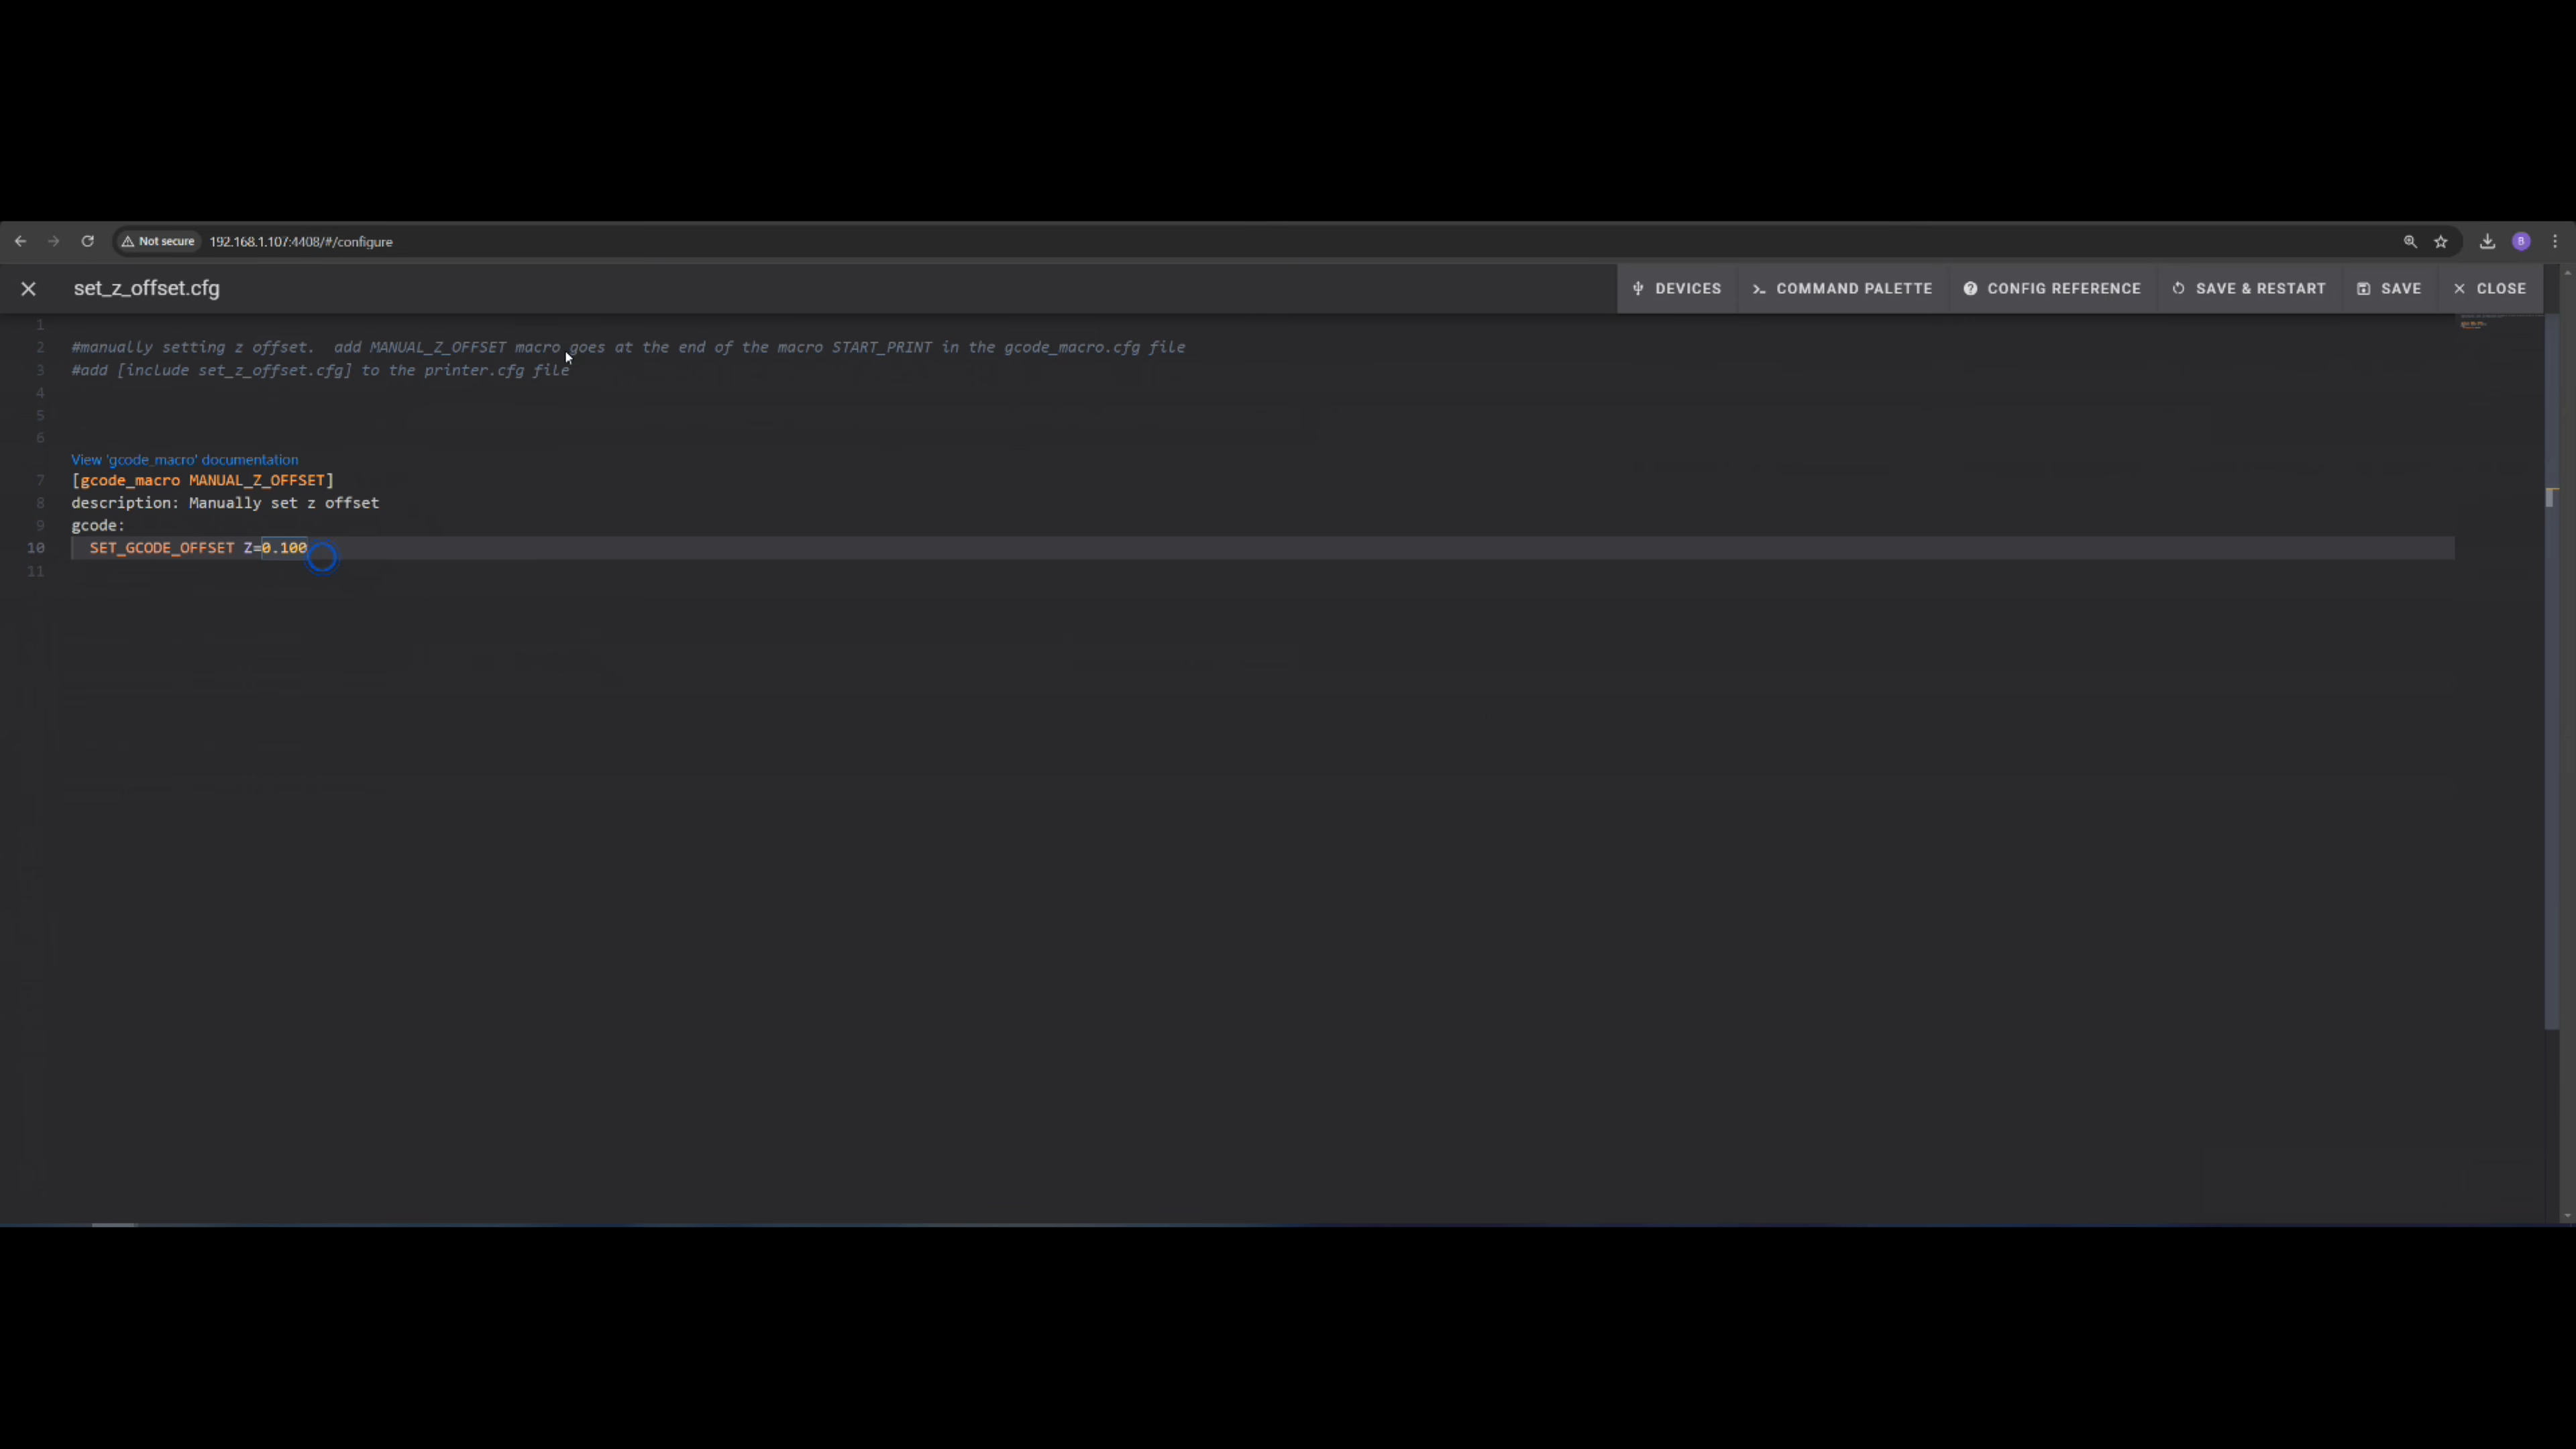 Not secure 192.168.1.107:4408/#/configure B
set_z_offset.cfg DEVICES COMMAND PALETTE CONFIG REFERENCE SAVE & RESTART SAVE CLOSE
1
2 #manually setting z offset.  add MANUAL_Z_OFFSET macro goes at the end of the macro START_PRINT in the gcode_macro.cfg file
3 #add [include set_z_offset.cfg] to the printer.cfg file
4
5
6
View 'gcode_macro' documentation
7 [gcode_macro MANUAL_Z_OFFSET]
8 description: Manually set z offset
9 gcode:
10 SET_GCODE_OFFSET Z=0.100
11